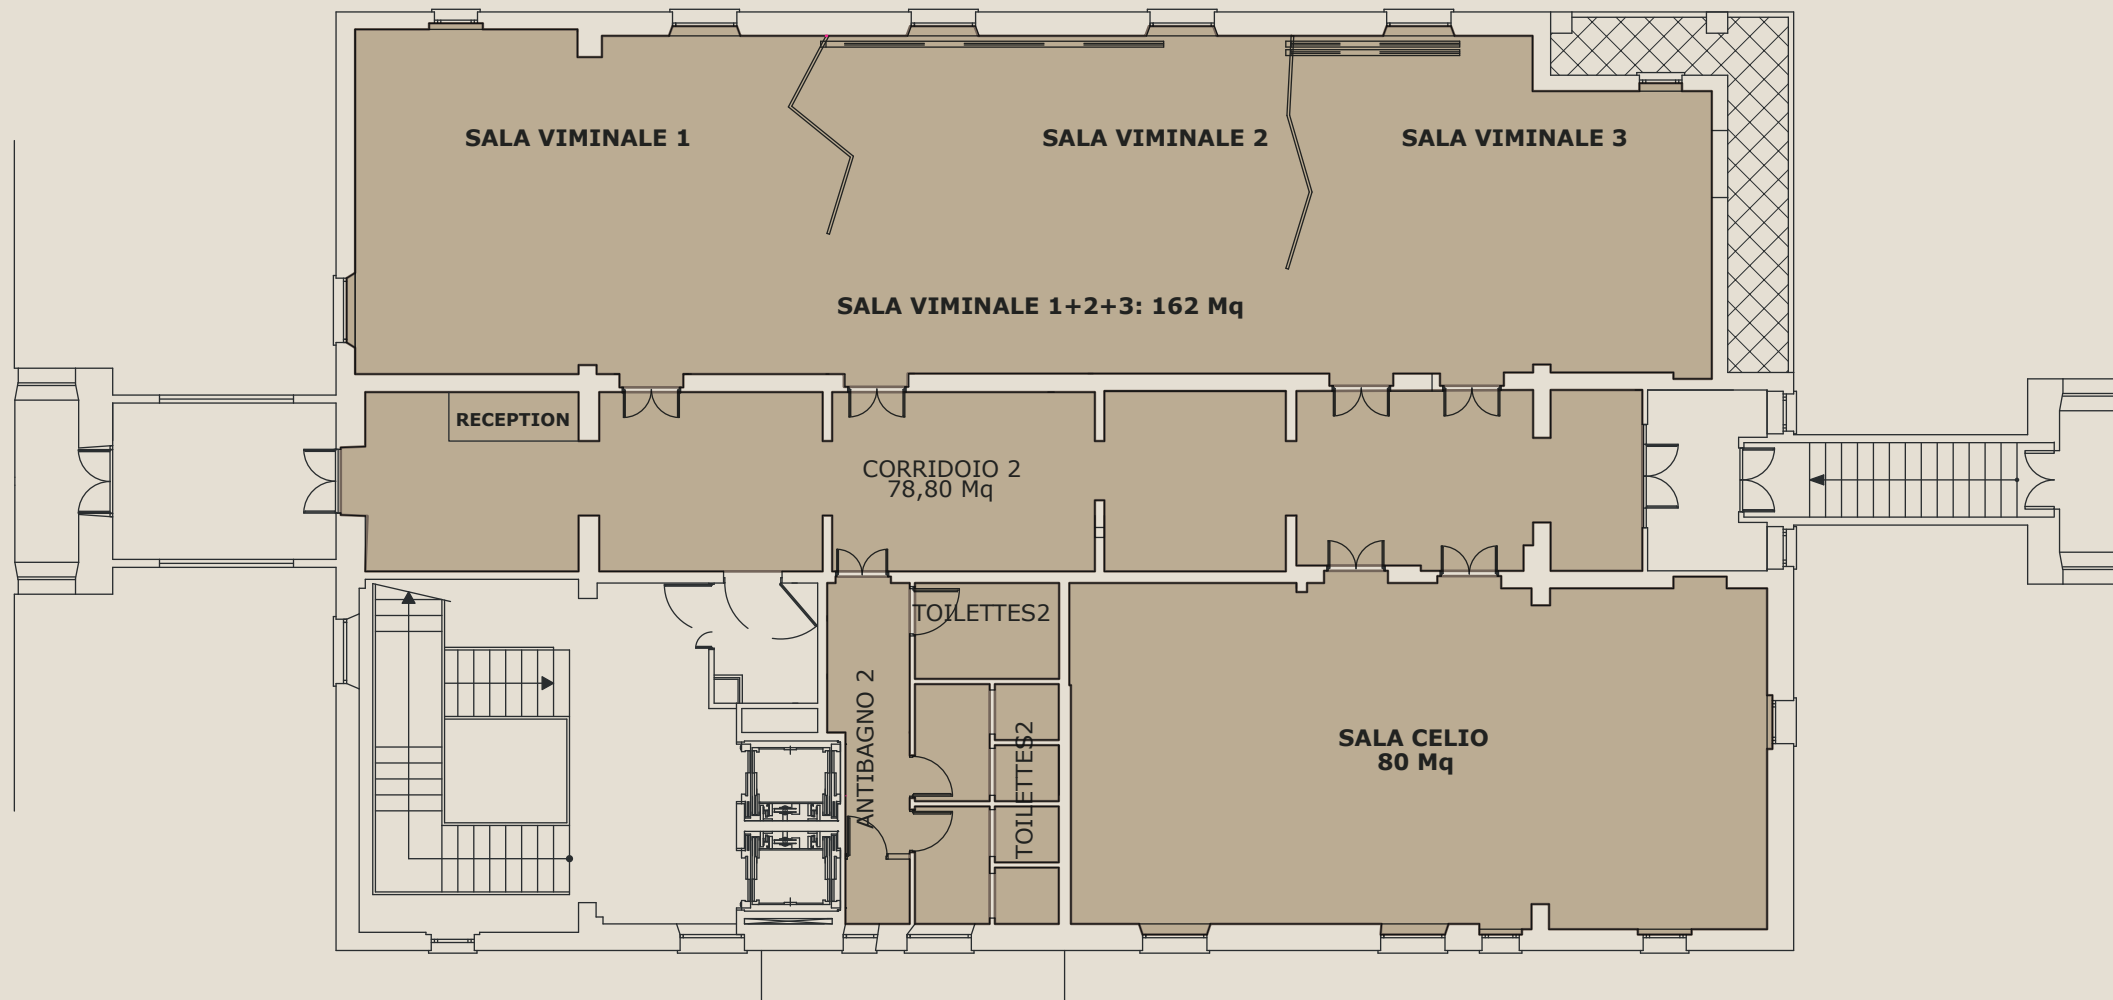 SALA VIMINALE 1
SALA VIMINALE 2
SALA VIMINALE 3
SALA VIMINALE 1+2+3: 162 Mq
RECEPTION
CORRIDOIO 2
78,80 Mq
TOILETTES2
ANTIBAGNO 2
TOILETTES2
SALA CELIO
80 Mq